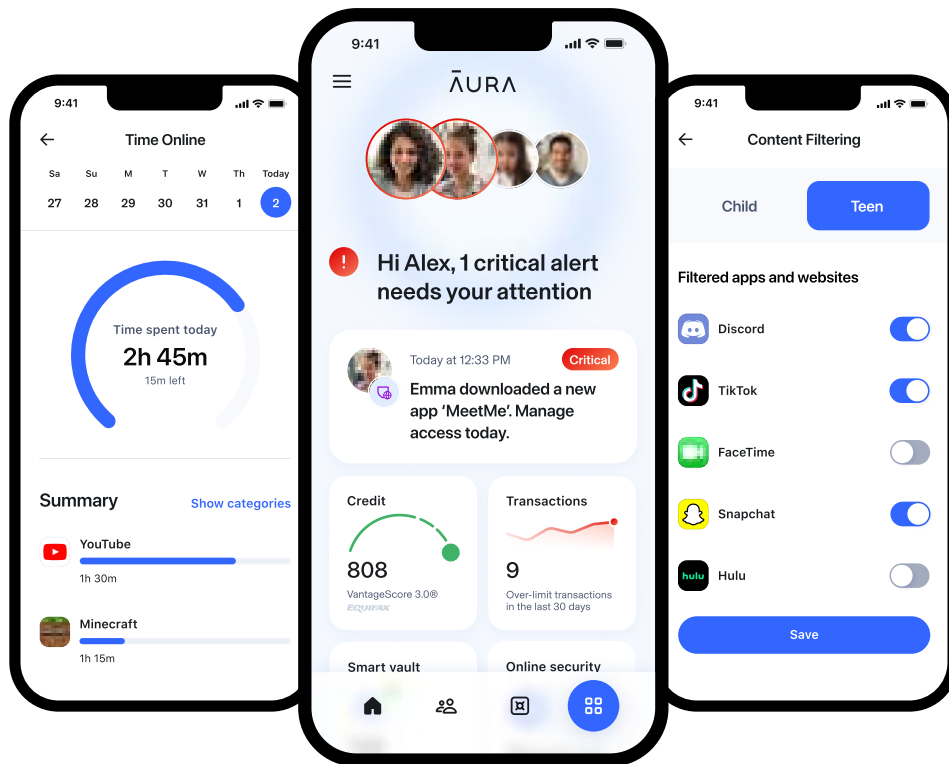 9:41
Time Online
Sa Su M T W Th Today
27 28 29 30 31 1 2
Time spent today
2h 45m
15m left
Summary
Show categories
YouTube
1h 30m
Minecraft
1h 15m
9:41
ĀURA
Hi Alex, 1 critical alert
needs your attention
Today at 12:33 PM
Critical
Emma downloaded a new
app ‘MeetMe’. Manage
access today.
Credit
808
VantageScore 3.0®
EQUIFAX
Transactions
9
Over-limit transactions
in the last 30 days
Smart vault
Online security
9:41
Content Filtering
Child
Teen
Filtered apps and websites
Discord
TikTok
FaceTime
Snapchat
hulu
Hulu
Save